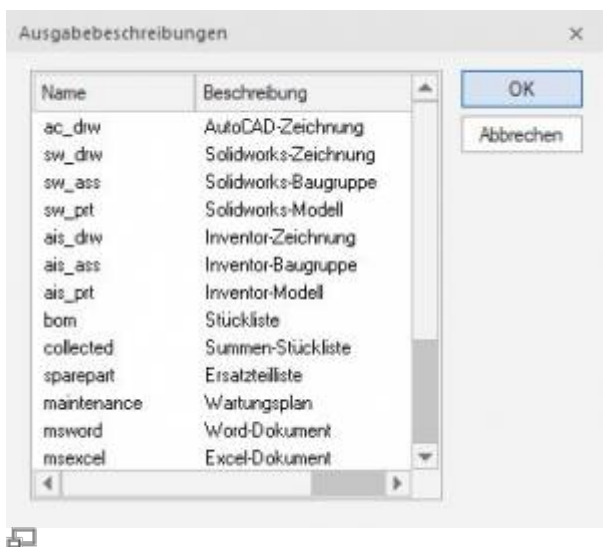 Ausgabebeschreibungen
Name Beschreibung
ac_drw AutoCAD-Zeichnung
sw_drw Solidworks-Zeichnung
sw_ass Solidworks-Baugruppe
sw_prt Solidworks-Modell
ais_drw Inventor-Zeichnung
ais_ass Inventor-Baugruppe
ais_prt Inventor-Modell
bom Stückliste
collected Summen-Stückliste
sparepart Ersatzteilliste
maintenance Wartungsplan
msword Word-Dokument
msexcel Excel-Dokument
OK
Abbrechen